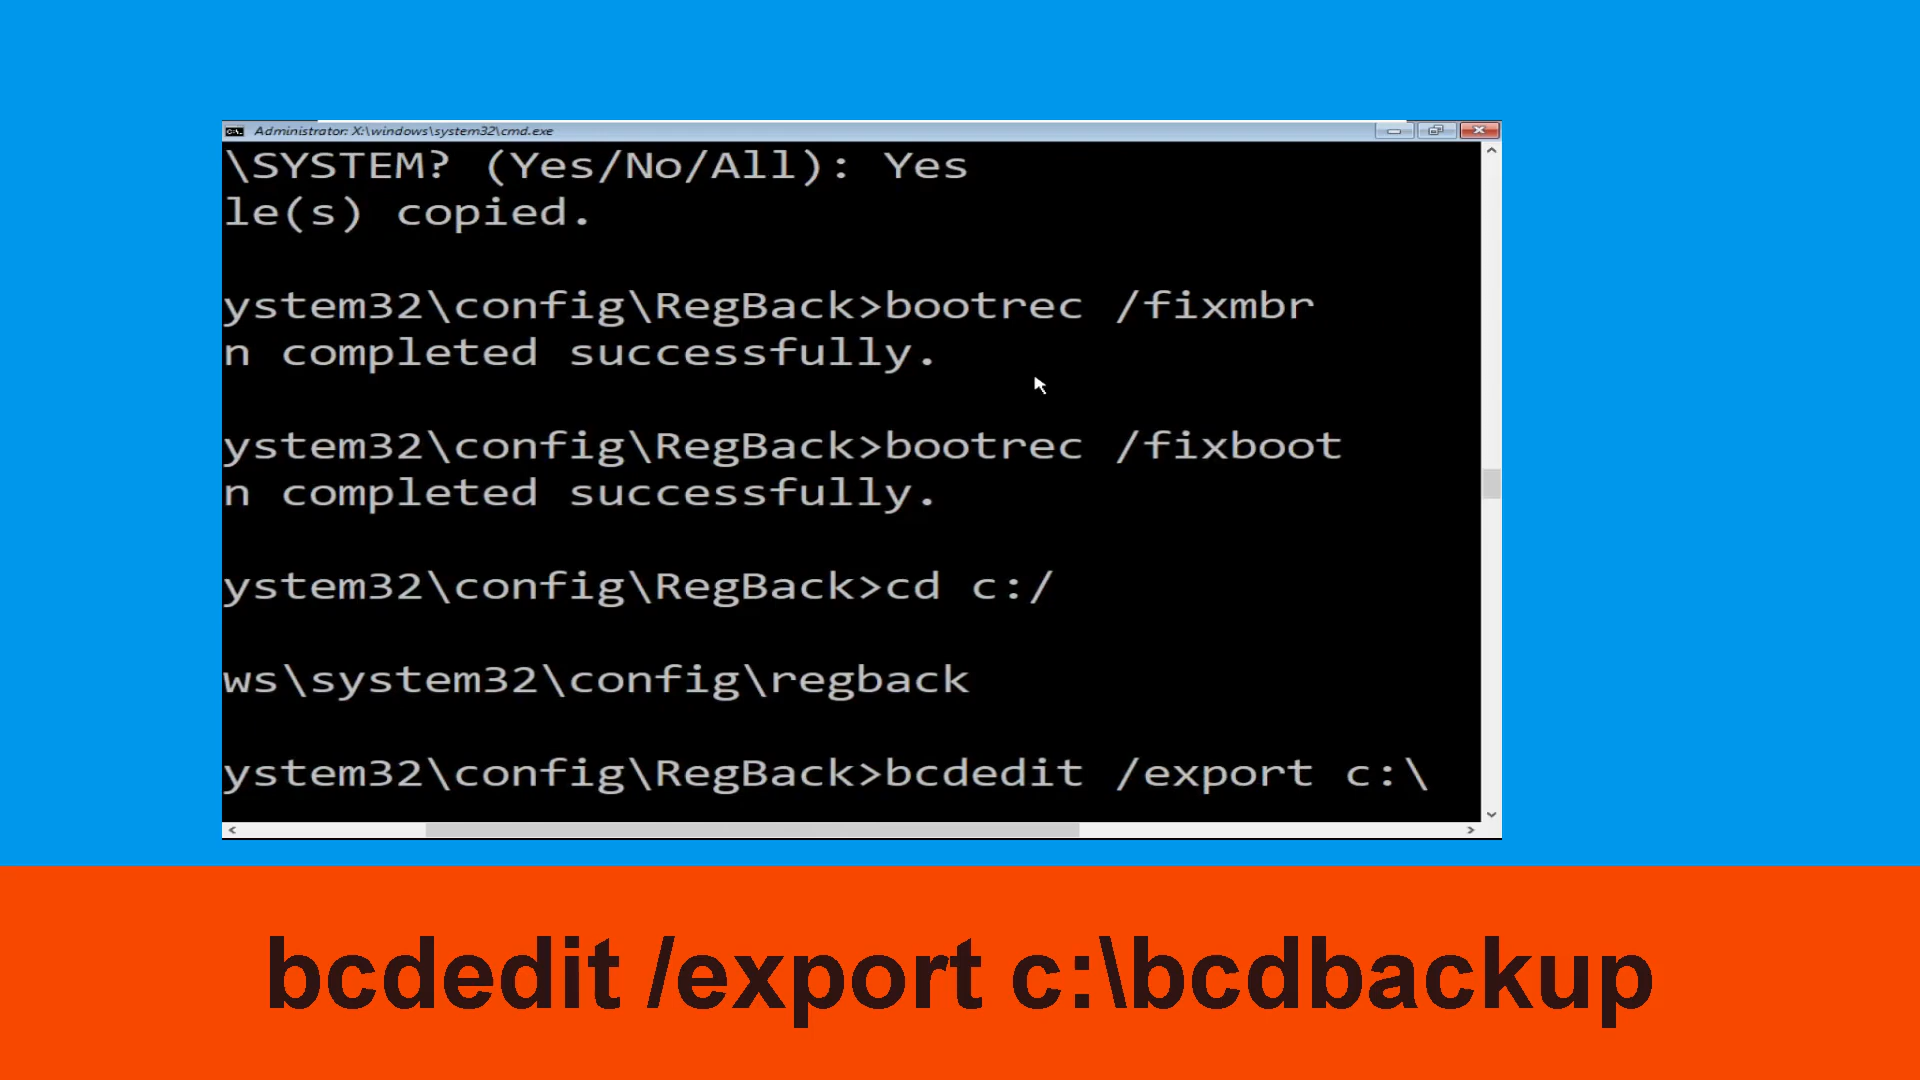 Administrator: X:\windows\system32\cmd.exe
\SYSTEM? (Yes/No/All): Yes
le(s) copied.
ystem32\config\RegBack>bootrec /fixmbr
n completed successfully.
ystem32\config\RegBack>bootrec /fixboot
n completed successfully.
ystem32\config\RegBack>cd c:/
ws\system32\config\regback
ystem32\config\RegBack>bcdedit /export c:\
bcdedit /export c:\bcdbackup